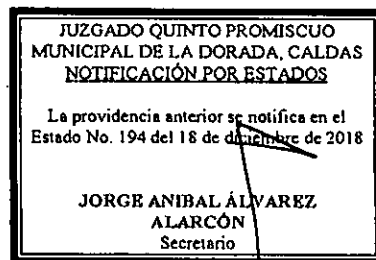 JUZGADO QUINTO PROMISCUO
MUNICIPAL DE LA DORADA, CALDAS
NOTIFICACIÓN POR ESTADOS
La providencia anterior se notifica en el
Estado No. 194 del 18 de diciembre de 2018
JORGE ANIBAL ÁLVAREZ
ALARCÓN
Secretario